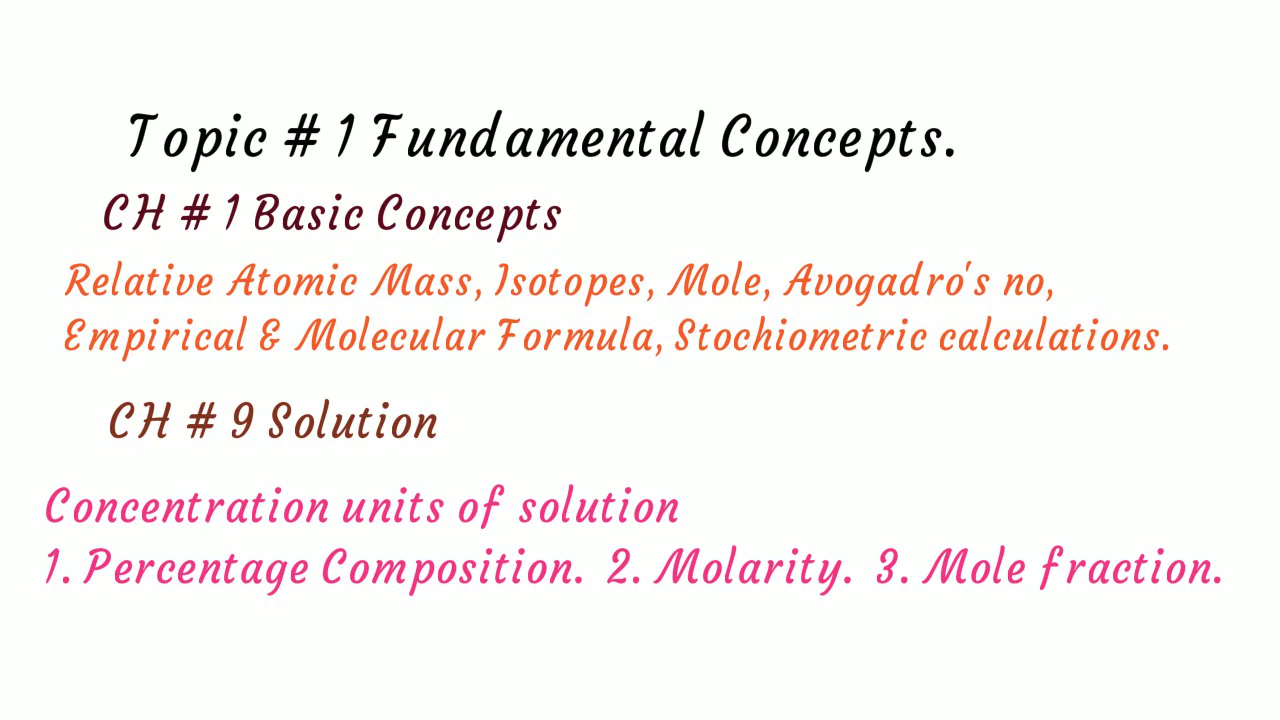 Topic # 1 Fundamental Concepts.
CH # 1 Basic Concepts
Relative Atomic Mass, Isotopes, Mole, Avogadro's no,
Empirical & Molecular Formula, Stochiometric calculations.
CH # 9 Solution
Concentration units of solution
1. Percentage Composition. 2. Molarity. 3. Mole fraction.